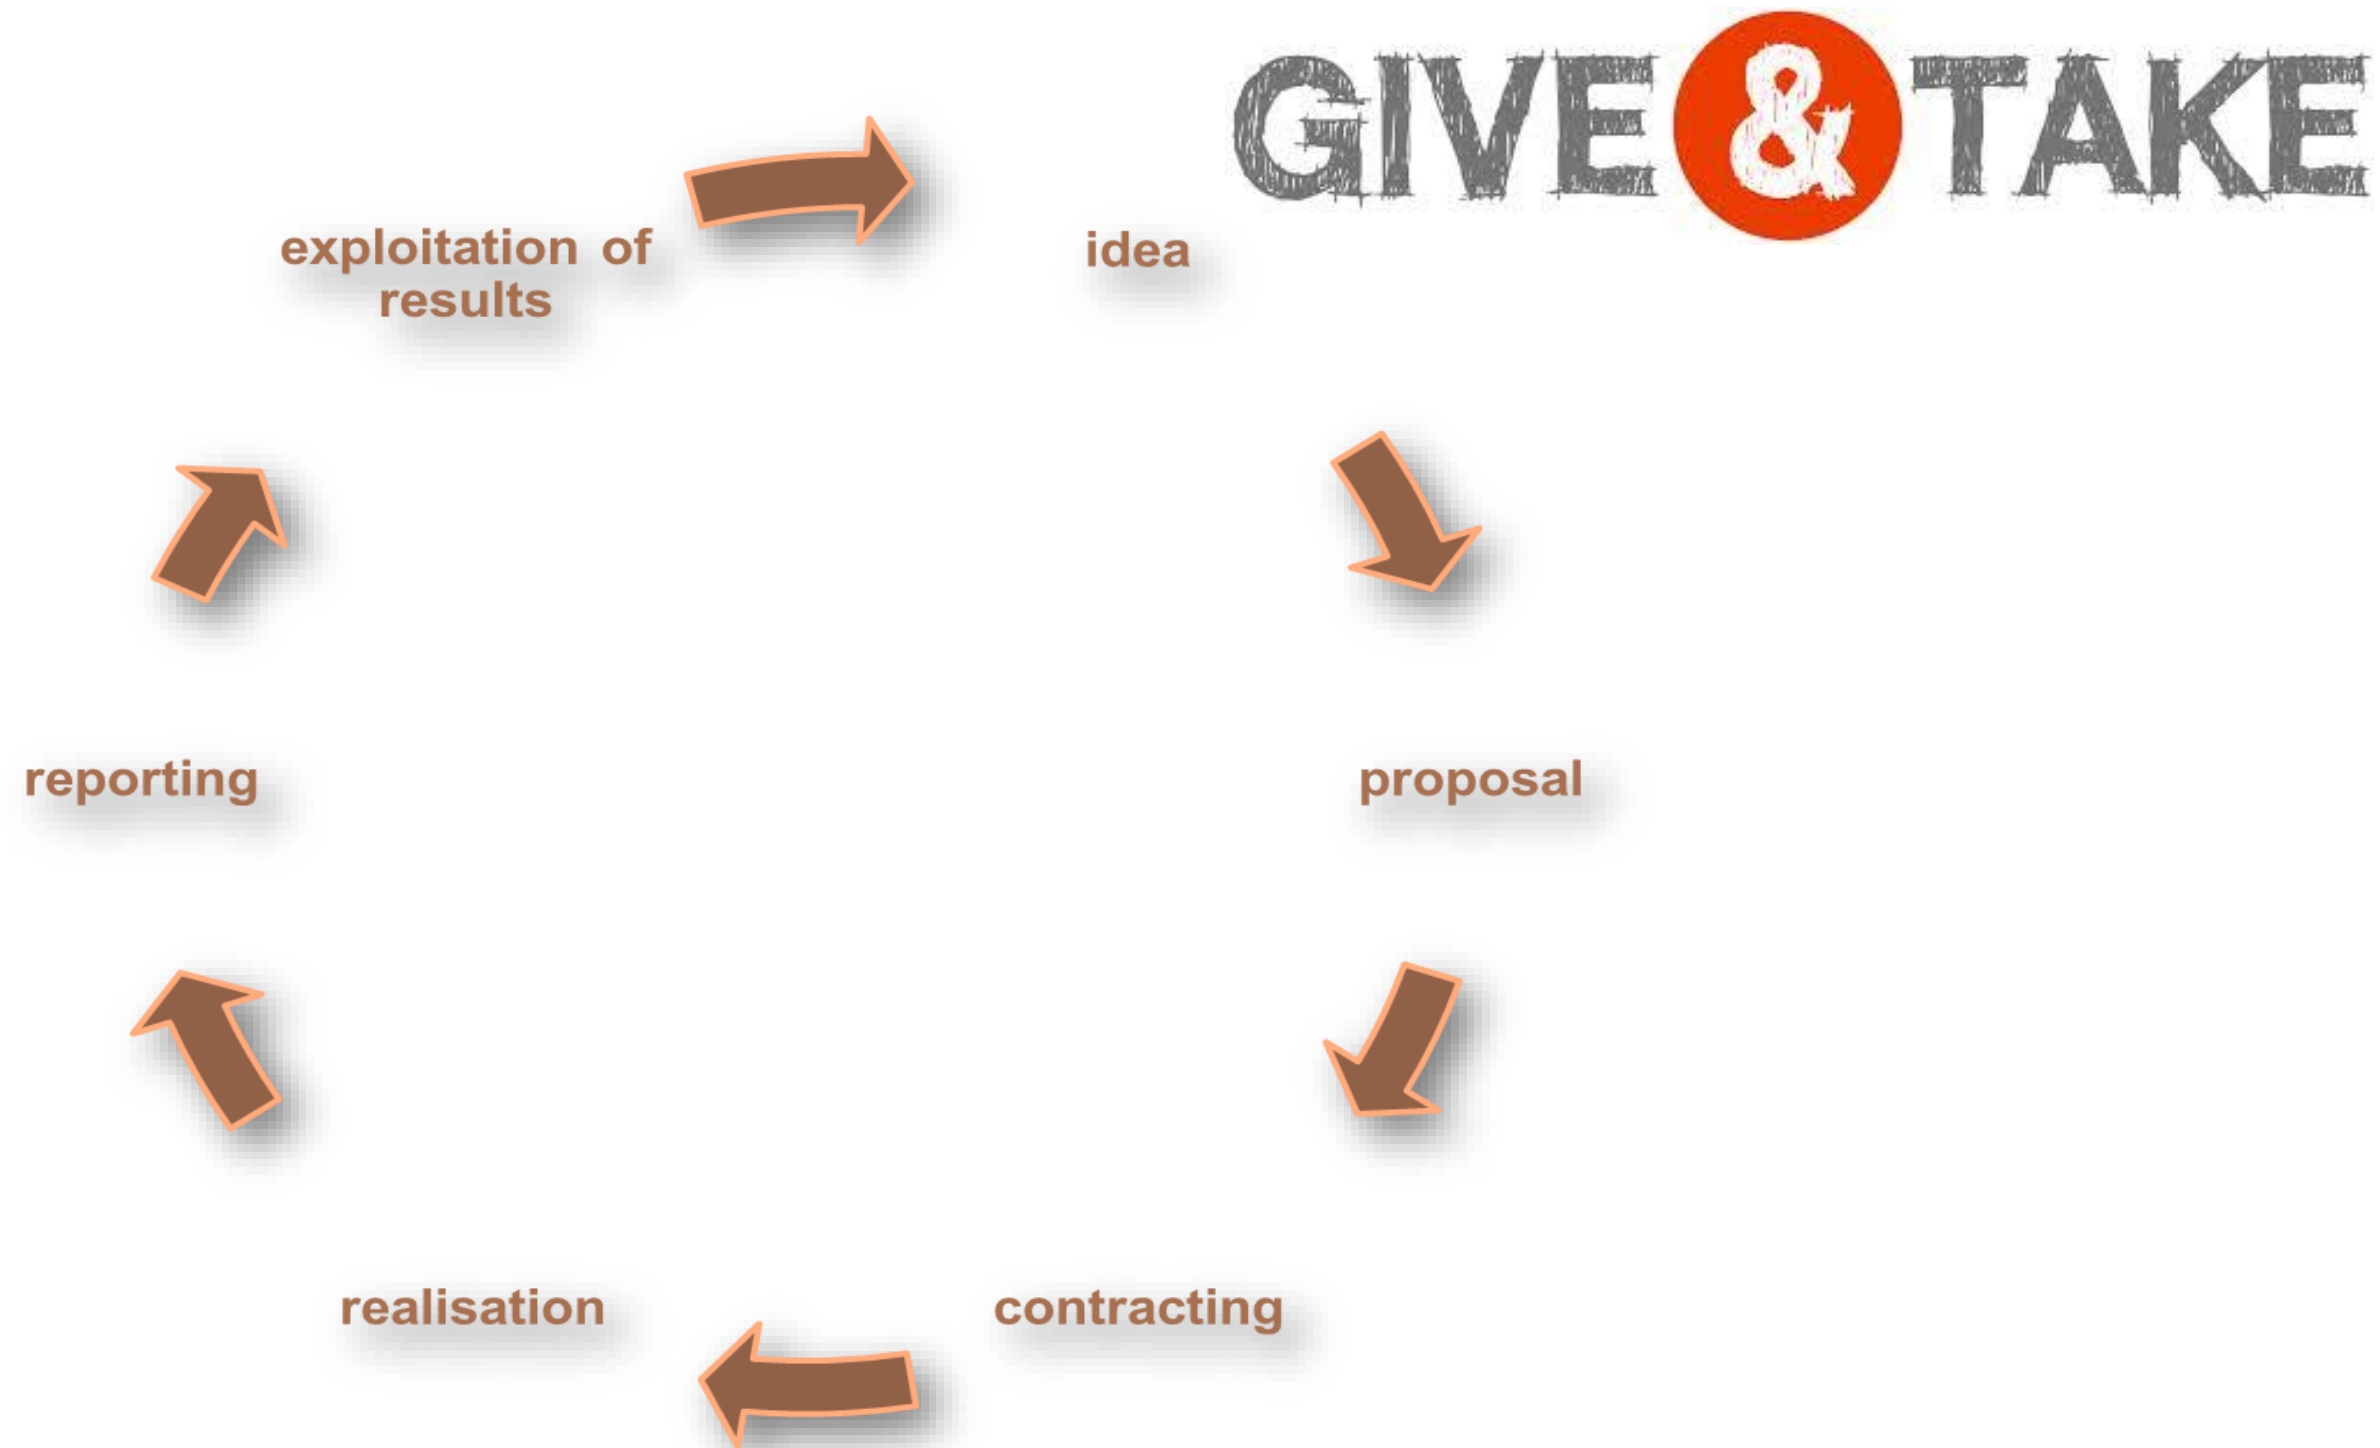 GIVE & TAKE
exploitation of
results
idea
reporting
proposal
realisation
contracting